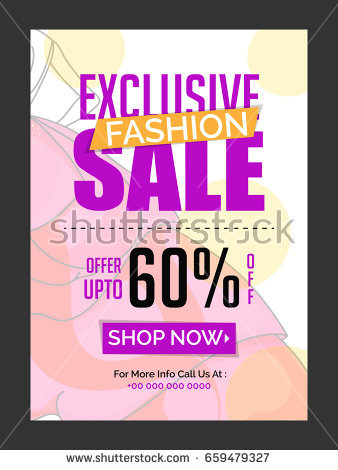 EXCLUSIVE
FASHION
SALE
shutterstock
OFFER
UPTO
60%
OFF
SHOP NOW
For More Info Call Us At :
+00 000 000 0000
www.shutterstock.com · 659479327